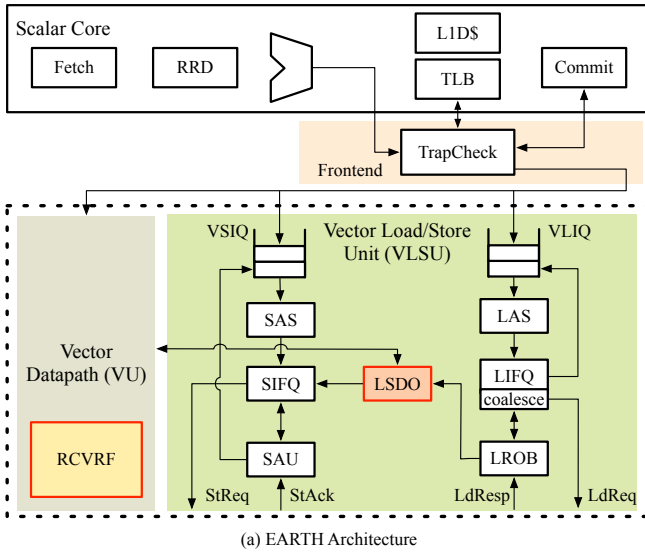 Scalar Core
L1D$
Fetch
RRD
TLB
Commit
TrapCheck
Frontend
VSIQ
Vector Load/Store
Unit (VLSU)
VLIQ
SAS
LAS
Vector
Datapath (VU)
SIFQ
LSDO
LIFQ
coalesce
RCVRF
SAU
LROB
StReq
StAck
LdResp
LdReq
(a) EARTH Architecture